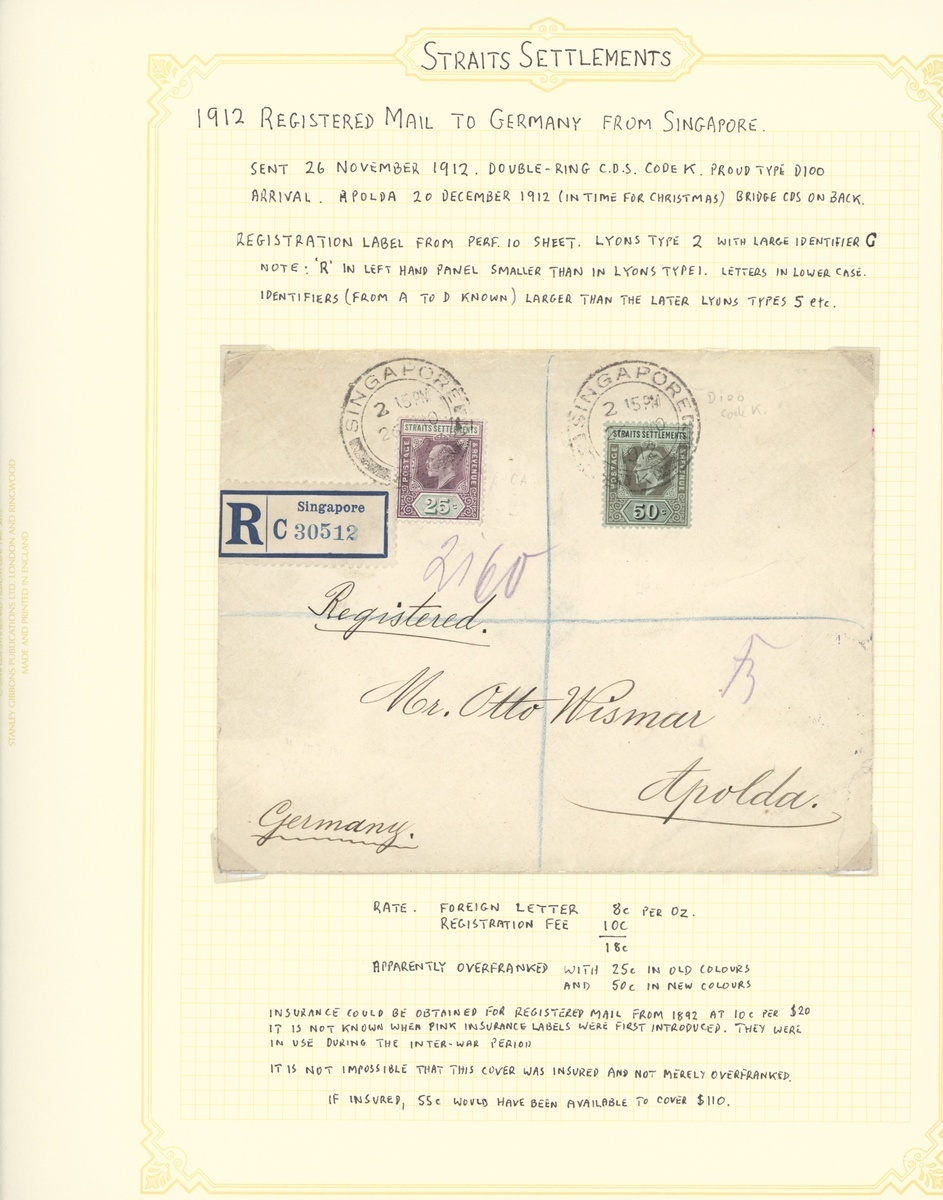 STRAITS SETTLEMENTS
1912 REGISTERED MAIL TO GERMANY FROM SINGAPORE.
SENT 26 NOVEMBER 1912. DOUBLE-RING C.D.S. CODE K. PROUD TYPE D100
ARRIVAL. APOLDA 20 DECEMBER 1912 (IN TIME FOR CHRISTMAS) BRIDGE CDS ON BACK.
REGISTRATION LABEL FROM PERF. 10 SHEET. LYONS TYPE 2 WITH LARGE IDENTIFIER C
NOTE: 'R' IN LEFT HAND PANEL SMALLER THAN IN LYONS TYPE 1. LETTERS IN LOWER CASE.
IDENTIFIERS (FROM A TO D KNOWN) LARGER THAN THE LATER LYONS TYPES 5 etc.
SINGAPORE
2 15PM
SINGAPORE
2 15PM
D100
Code K.
STRAITS SETTLEMENTS
POSTAGE
& REVENUE
25c
STRAITS SETTLEMENTS
POSTAGE
& REVENUE
50c
CA
R
Singapore
C 30512
2160
Registered.
Mr. Otto Wismar
Apolda.
Germany.
RATE. FOREIGN LETTER 8c PER OZ.
REGISTRATION FEE 10c
18c
APPARENTLY OVERFRANKED WITH 25c IN OLD COLOURS
AND 50c IN NEW COLOURS
INSURANCE COULD BE OBTAINED FOR REGISTERED MAIL FROM 1892 AT 10c PER $20
IT IS NOT KNOWN WHEN PINK INSURANCE LABELS WERE FIRST INTRODUCED. THEY WERE
IN USE DURING THE INTER-WAR PERIOD
IT IS NOT IMPOSSIBLE THAT THIS COVER WAS INSURED AND NOT MERELY OVERFRANKED.
IF INSURED, 55c WOULD HAVE BEEN AVAILABLE TO COVER $110.
STANLEY GIBBONS PUBLICATIONS LTD. LONDON AND RINGWOOD
MADE AND PRINTED IN ENGLAND